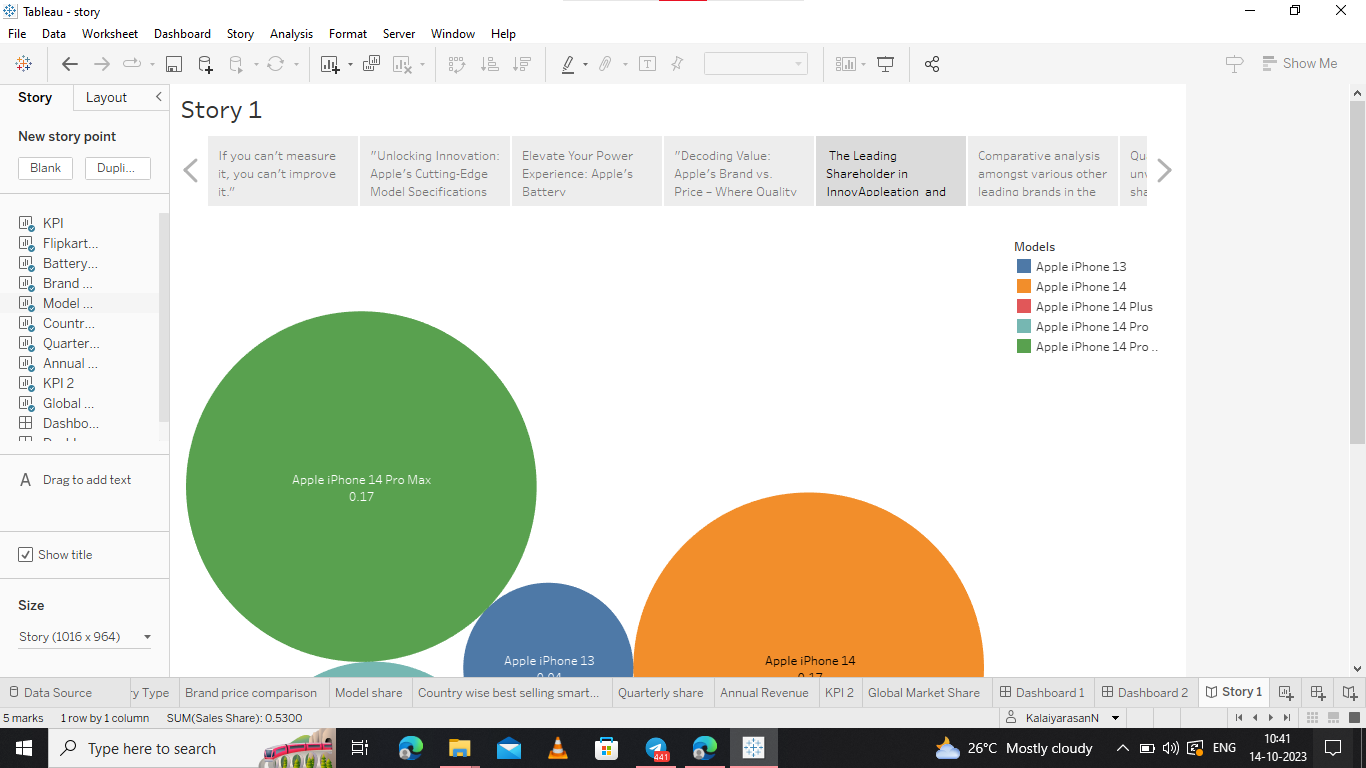 Tableau - story
File Data Worksheet Dashboard Story Analysis Format Server Window Help
Show Me
Story Layout
New story point
Blank Dupli...
KPI
Flipkart...
Battery...
Brand ...
Model ...
Countr...
Quarter...
Annual ...
KPI 2
Global ...
Dashbo...
A Drag to add text
Show title
Size
Story (1016 x 964)
Story 1
If you can't measure
it, you can't improve
it."
"Unlocking Innovation:
Apple's Cutting-Edge
Model Specifications
Elevate Your Power
Experience: Apple's
Battery
"Decoding Value:
Apple's Brand vs.
Price – Where Quality
The Leading
Shareholder in
InnovAppleation and
Comparative analysis
amongst various other
leading brands in the
Models
Apple iPhone 13
Apple iPhone 14
Apple iPhone 14 Plus
Apple iPhone 14 Pro
Apple iPhone 14 Pro ..
Apple iPhone 14 Pro Max
0.17
Apple iPhone 13
0.04
Apple iPhone 14
0.17
Data Source y Type Brand price comparison Model share Country wise best selling smart... Quarterly share Annual Revenue KPI 2 Global Market Share Dashboard 1 Dashboard 2 Story 1
5 marks 1 row by 1 column SUM(Sales Share): 0.5300 KalaiyarasanN
Type here to search 441 26°C Mostly cloudy ENG 10:41
14-10-2023